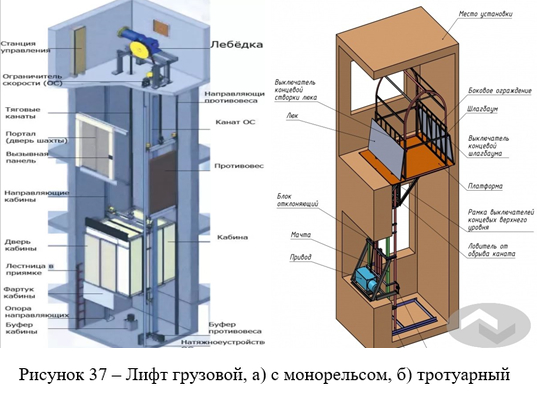 Станция
управления
Ограничитель
скорости (ОС)
Тяговые
канаты
Портал
(дверь шахты)
Вызывная
панель
Направляющие
кабины
Дверь
кабины
Лестница в
приямке
Фартук
кабины
Опора
направляющих
Буфер
кабины
Лебёдка
Направляющи
противовеса
Канат ОС
Противовес
Кабина
Буфер
противовеса
Натяжноеустройств
Место установки
Выключатель
концевой
створки люка
Люк
Блок
отклоняющий
Мачта
Привод
Боковое ограждение
Шлагбаум
Выключатель
концевой
шлагбаума
Платформа
Рамка выключателей
концевых верхнего
уровня
Ловитель от
обрыва каната
Рисунок 37 – Лифт грузовой, а) с монорельсом, б) тротуарный